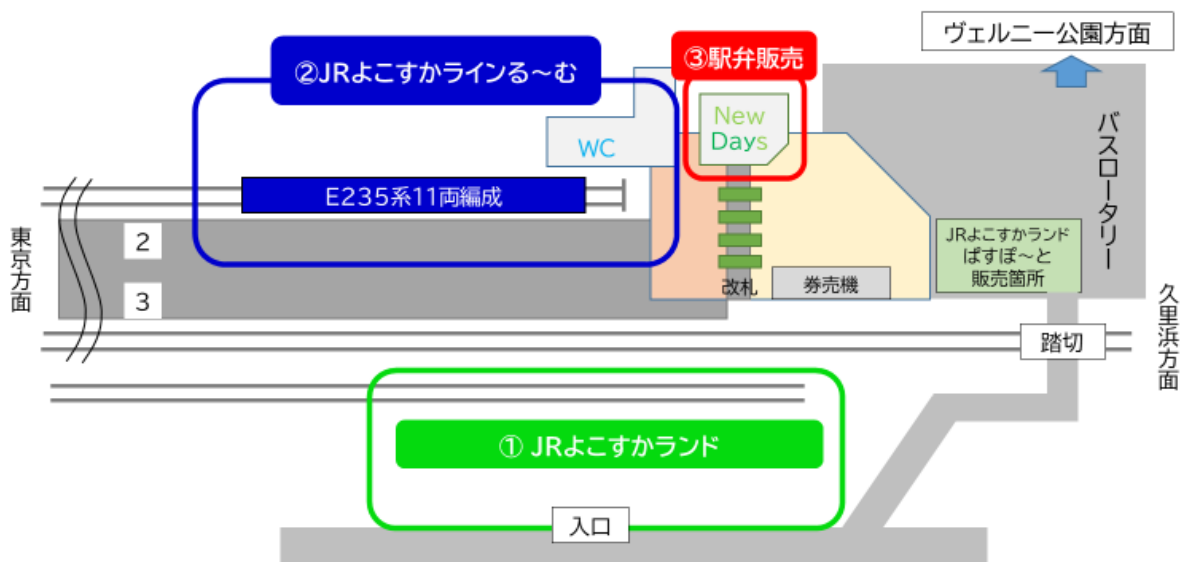 ヴェルニー公園方面
③駅弁販売
②JRよこすかラインる～む
New
Days
WC
バスロータリー
E235系11両編成
東京方面
2
3
改札
券売機
JRよこすかランド
ぱすぽ～と
販売箇所
久里浜方面
踏切
① JRよこすかランド
入口